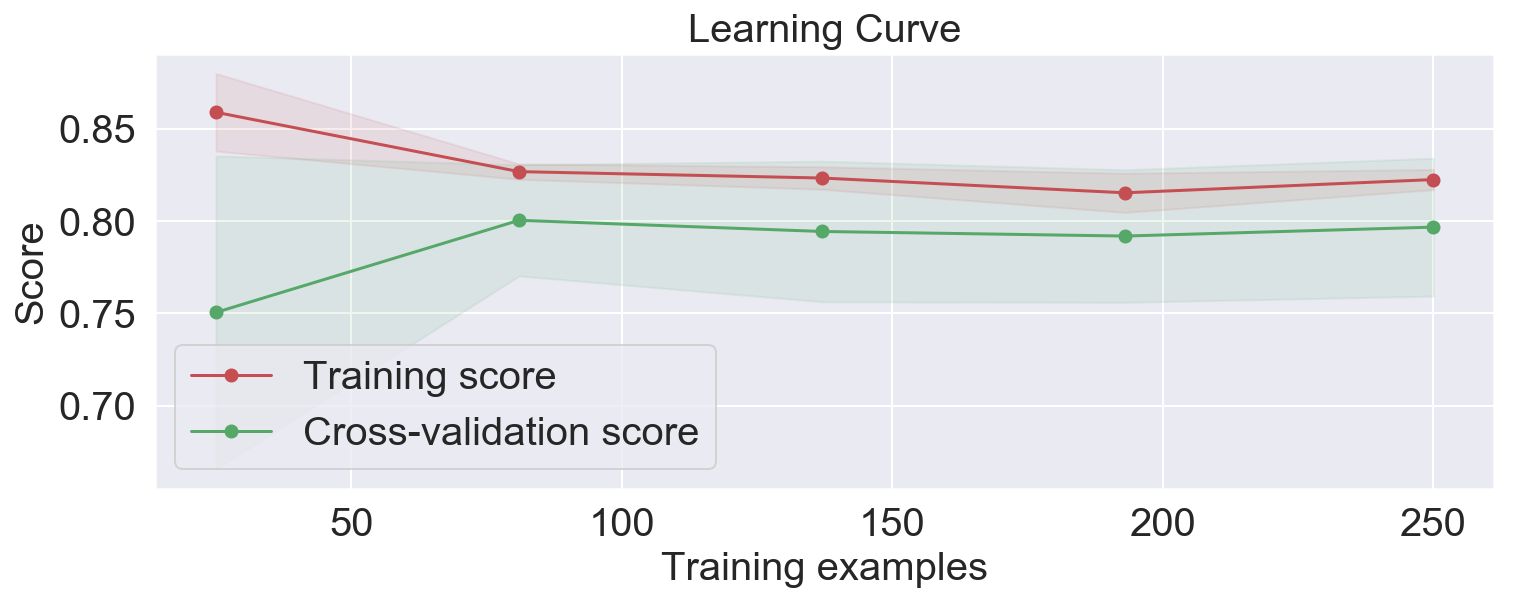 Learning Curve
Score
0.85
0.80
0.75
0.70
Training score
Cross-validation score
50
100
150
200
250
Training examples